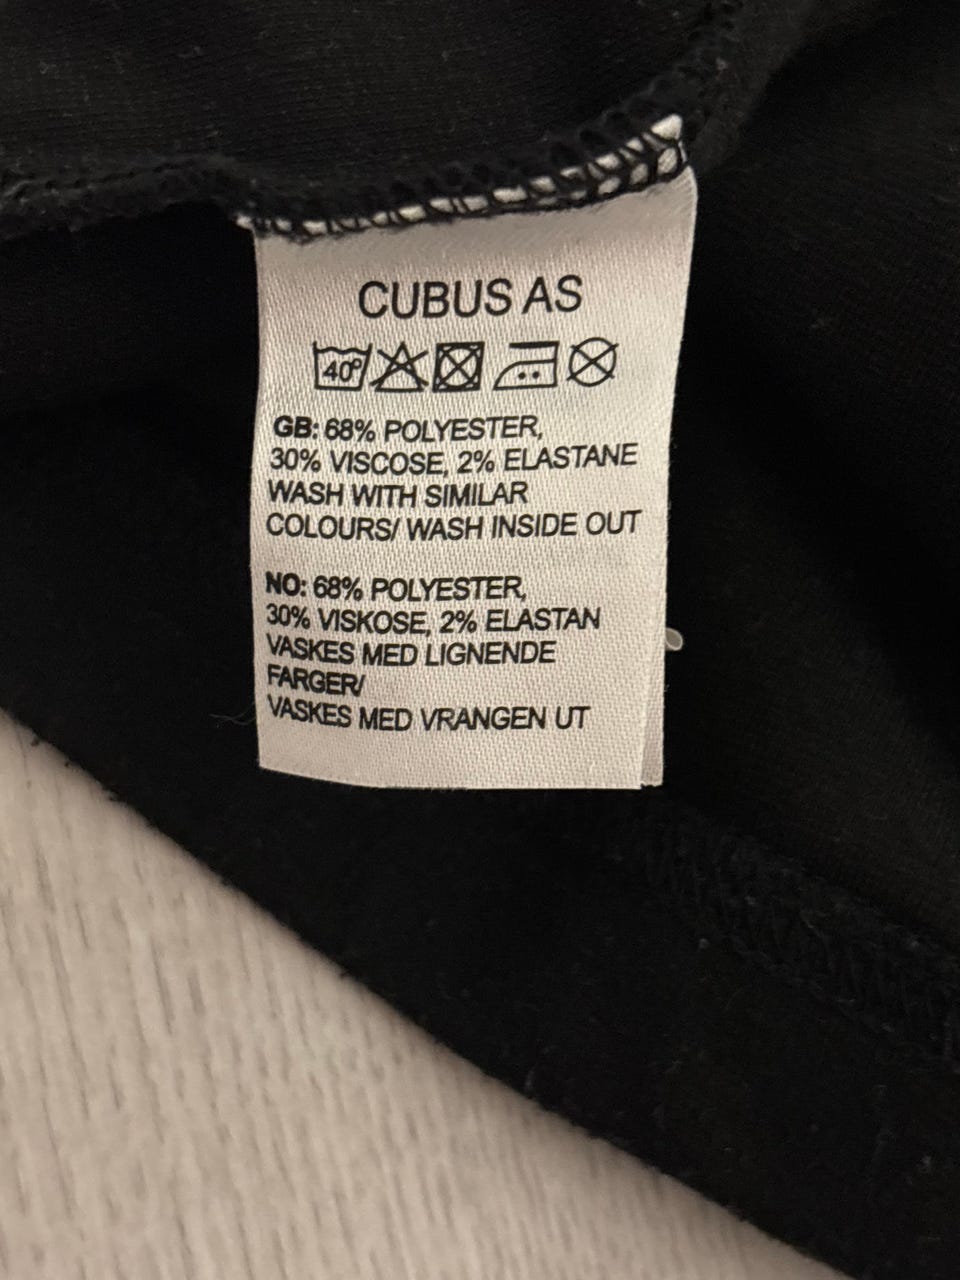 CUBUS AS
40°
GB: 68% POLYESTER,
30% VISCOSE, 2% ELASTANE
WASH WITH SIMILAR
COLOURS/ WASH INSIDE OUT
NO: 68% POLYESTER,
30% VISKOSE, 2% ELASTAN
VASKES MED LIGNENDE
FARGER/
VASKES MED VRANGEN UT